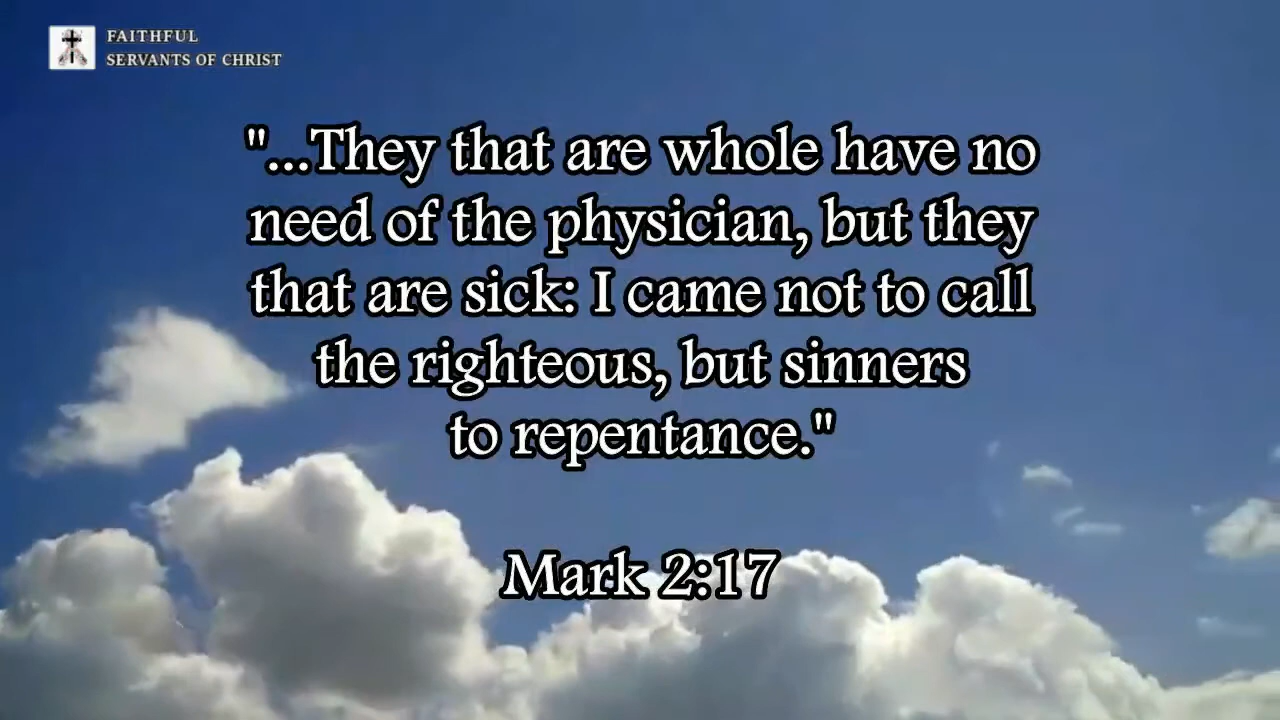 FAITHFUL
SERVANTS OF CHRIST
"...They that are whole have no
need of the physician, but they
that are sick: I came not to call
the righteous, but sinners
to repentance."
Mark 2:17